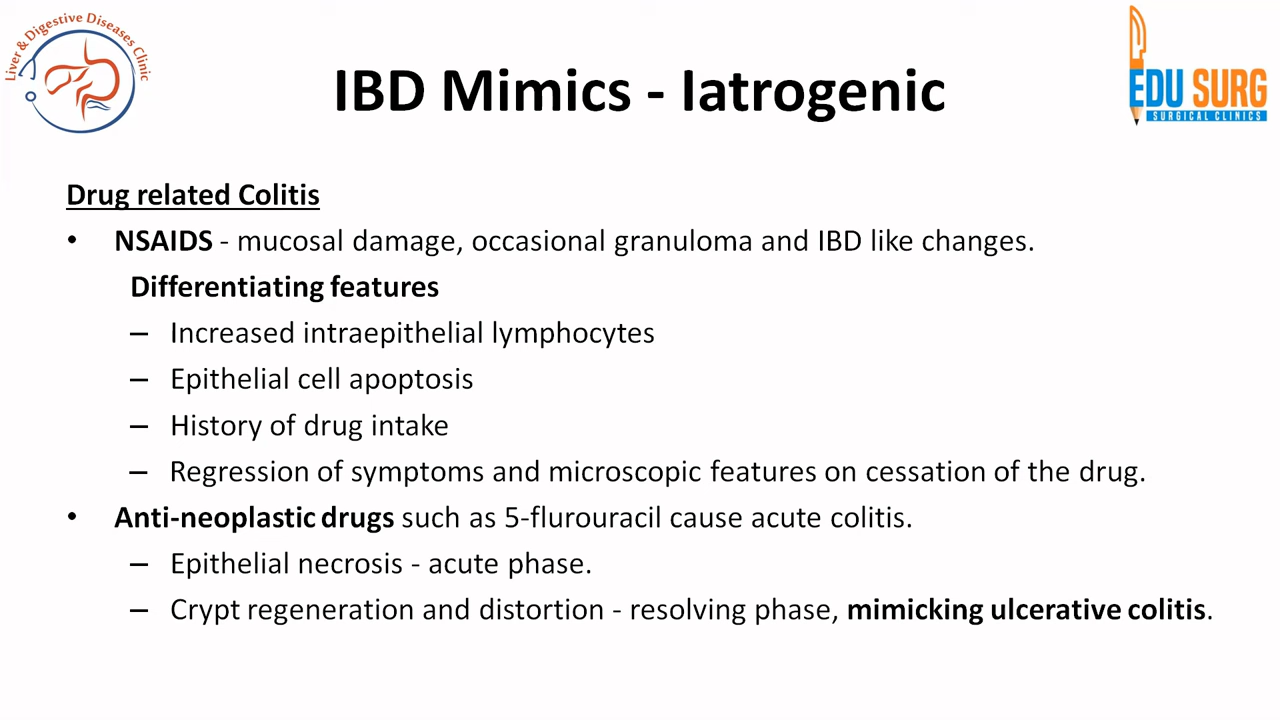 Liver & Digestive Diseases Clinic
EDU SURG
SURGICAL CLINICS
IBD Mimics - Iatrogenic
Drug related Colitis
• NSAIDS - mucosal damage, occasional granuloma and IBD like changes.
Differentiating features
– Increased intraepithelial lymphocytes
– Epithelial cell apoptosis
– History of drug intake
– Regression of symptoms and microscopic features on cessation of the drug.
• Anti-neoplastic drugs such as 5-flurouracil cause acute colitis.
– Epithelial necrosis - acute phase.
– Crypt regeneration and distortion - resolving phase, mimicking ulcerative colitis.